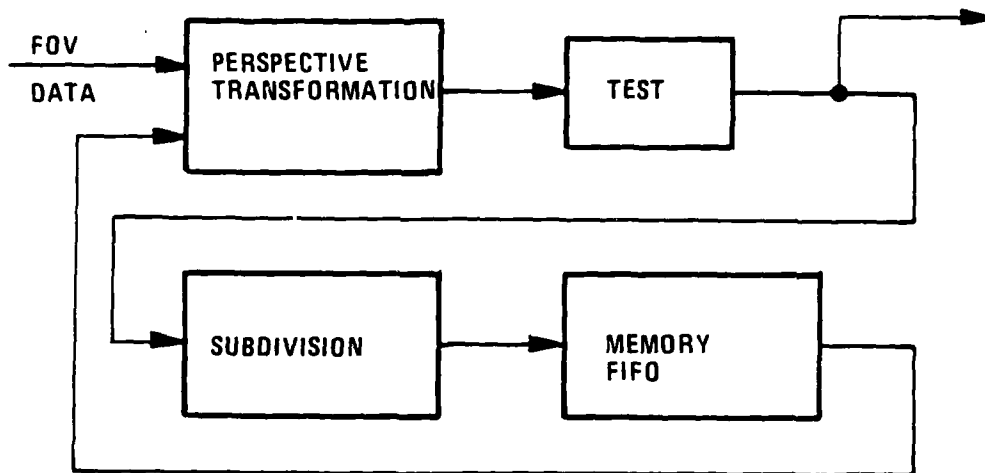 FOV
DATA
PERSPECTIVE
TRANSFORMATION
TEST
SUBDIVISION
MEMORY
FIFO